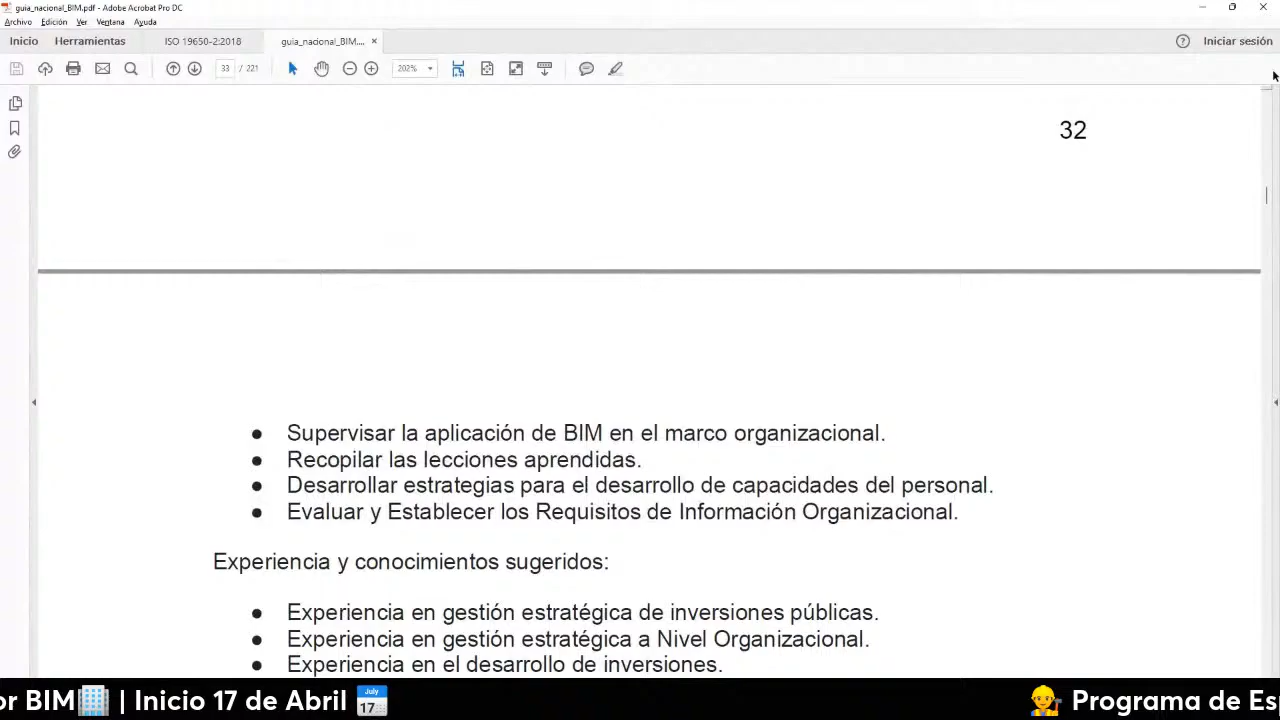 guia_nacional_BIM.pdf - Adobe Acrobat Pro DC
Archivo Edición Ver Ventana Ayuda
Inicio Herramientas ISO 19650-2:2018 guia_nacional_BIM.... × Iniciar sesión
33 / 221 202%
32
● Supervisar la aplicación de BIM en el marco organizacional.
● Recopilar las lecciones aprendidas.
● Desarrollar estrategias para el desarrollo de capacidades del personal.
● Evaluar y Establecer los Requisitos de Información Organizacional.
Experiencia y conocimientos sugeridos:
● Experiencia en gestión estratégica de inversiones públicas.
● Experiencia en gestión estratégica a Nivel Organizacional.
● Experiencia en el desarrollo de inversiones.
or BIM🏢 | Inicio 17 de Abril 📅 👷 Programa de Es